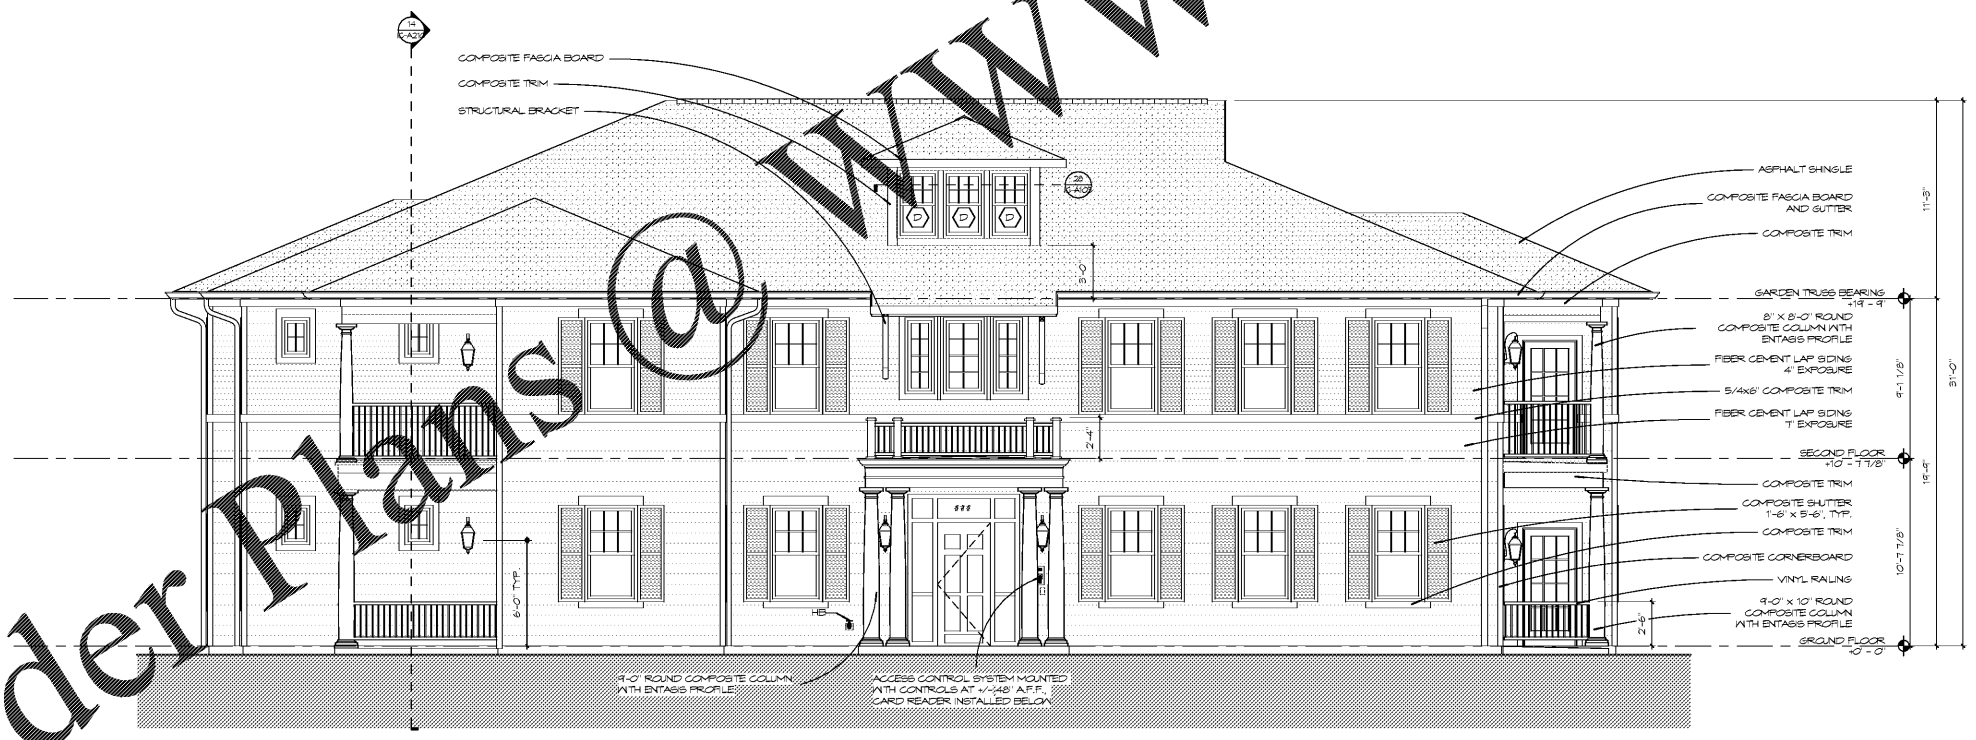 14
COMPOSITE FASCIA BOARD
COMPOSITE TRIM
STRUCTURAL BRACKET
www
der Plans @
28
D
D
D
3'-0"
ASPHALT SHINGLE
COMPOSITE FASCIA BOARD
AND GUTTER
COMPOSITE TRIM
11'-3"
GARDEN TRUSS BEARING
+19' - 9"
8" X 8'-0" ROUND
COMPOSITE COLUMN WITH
ENTASIS PROFILE
FIBER CEMENT LAP SIDING
4" EXPOSURE
5/4x6" COMPOSITE TRIM
FIBER CEMENT LAP SIDING
7" EXPOSURE
9'-1 1/8"
31'-0"
2'-4"
SECOND FLOOR
+10' - 7 7/8"
COMPOSITE TRIM
19'-9"
COMPOSITE SHUTTER
1'-6" x 5'-6", TYP.
COMPOSITE TRIM
COMPOSITE CORNERBOARD
VINYL RAILING
10'-7 7/8"
9'-0" x 10" ROUND
COMPOSITE COLUMN
WITH ENTASIS PROFILE
2'-6"
GROUND FLOOR
+0' - 0"
6'-0" TYP.
HB
9'-0" ROUND COMPOSITE COLUMN
WITH ENTASIS PROFILE
ACCESS CONTROL SYSTEM MOUNTED
WITH CONTROLS AT +/-48" A.F.F.,
CARD READER INSTALLED BELOW